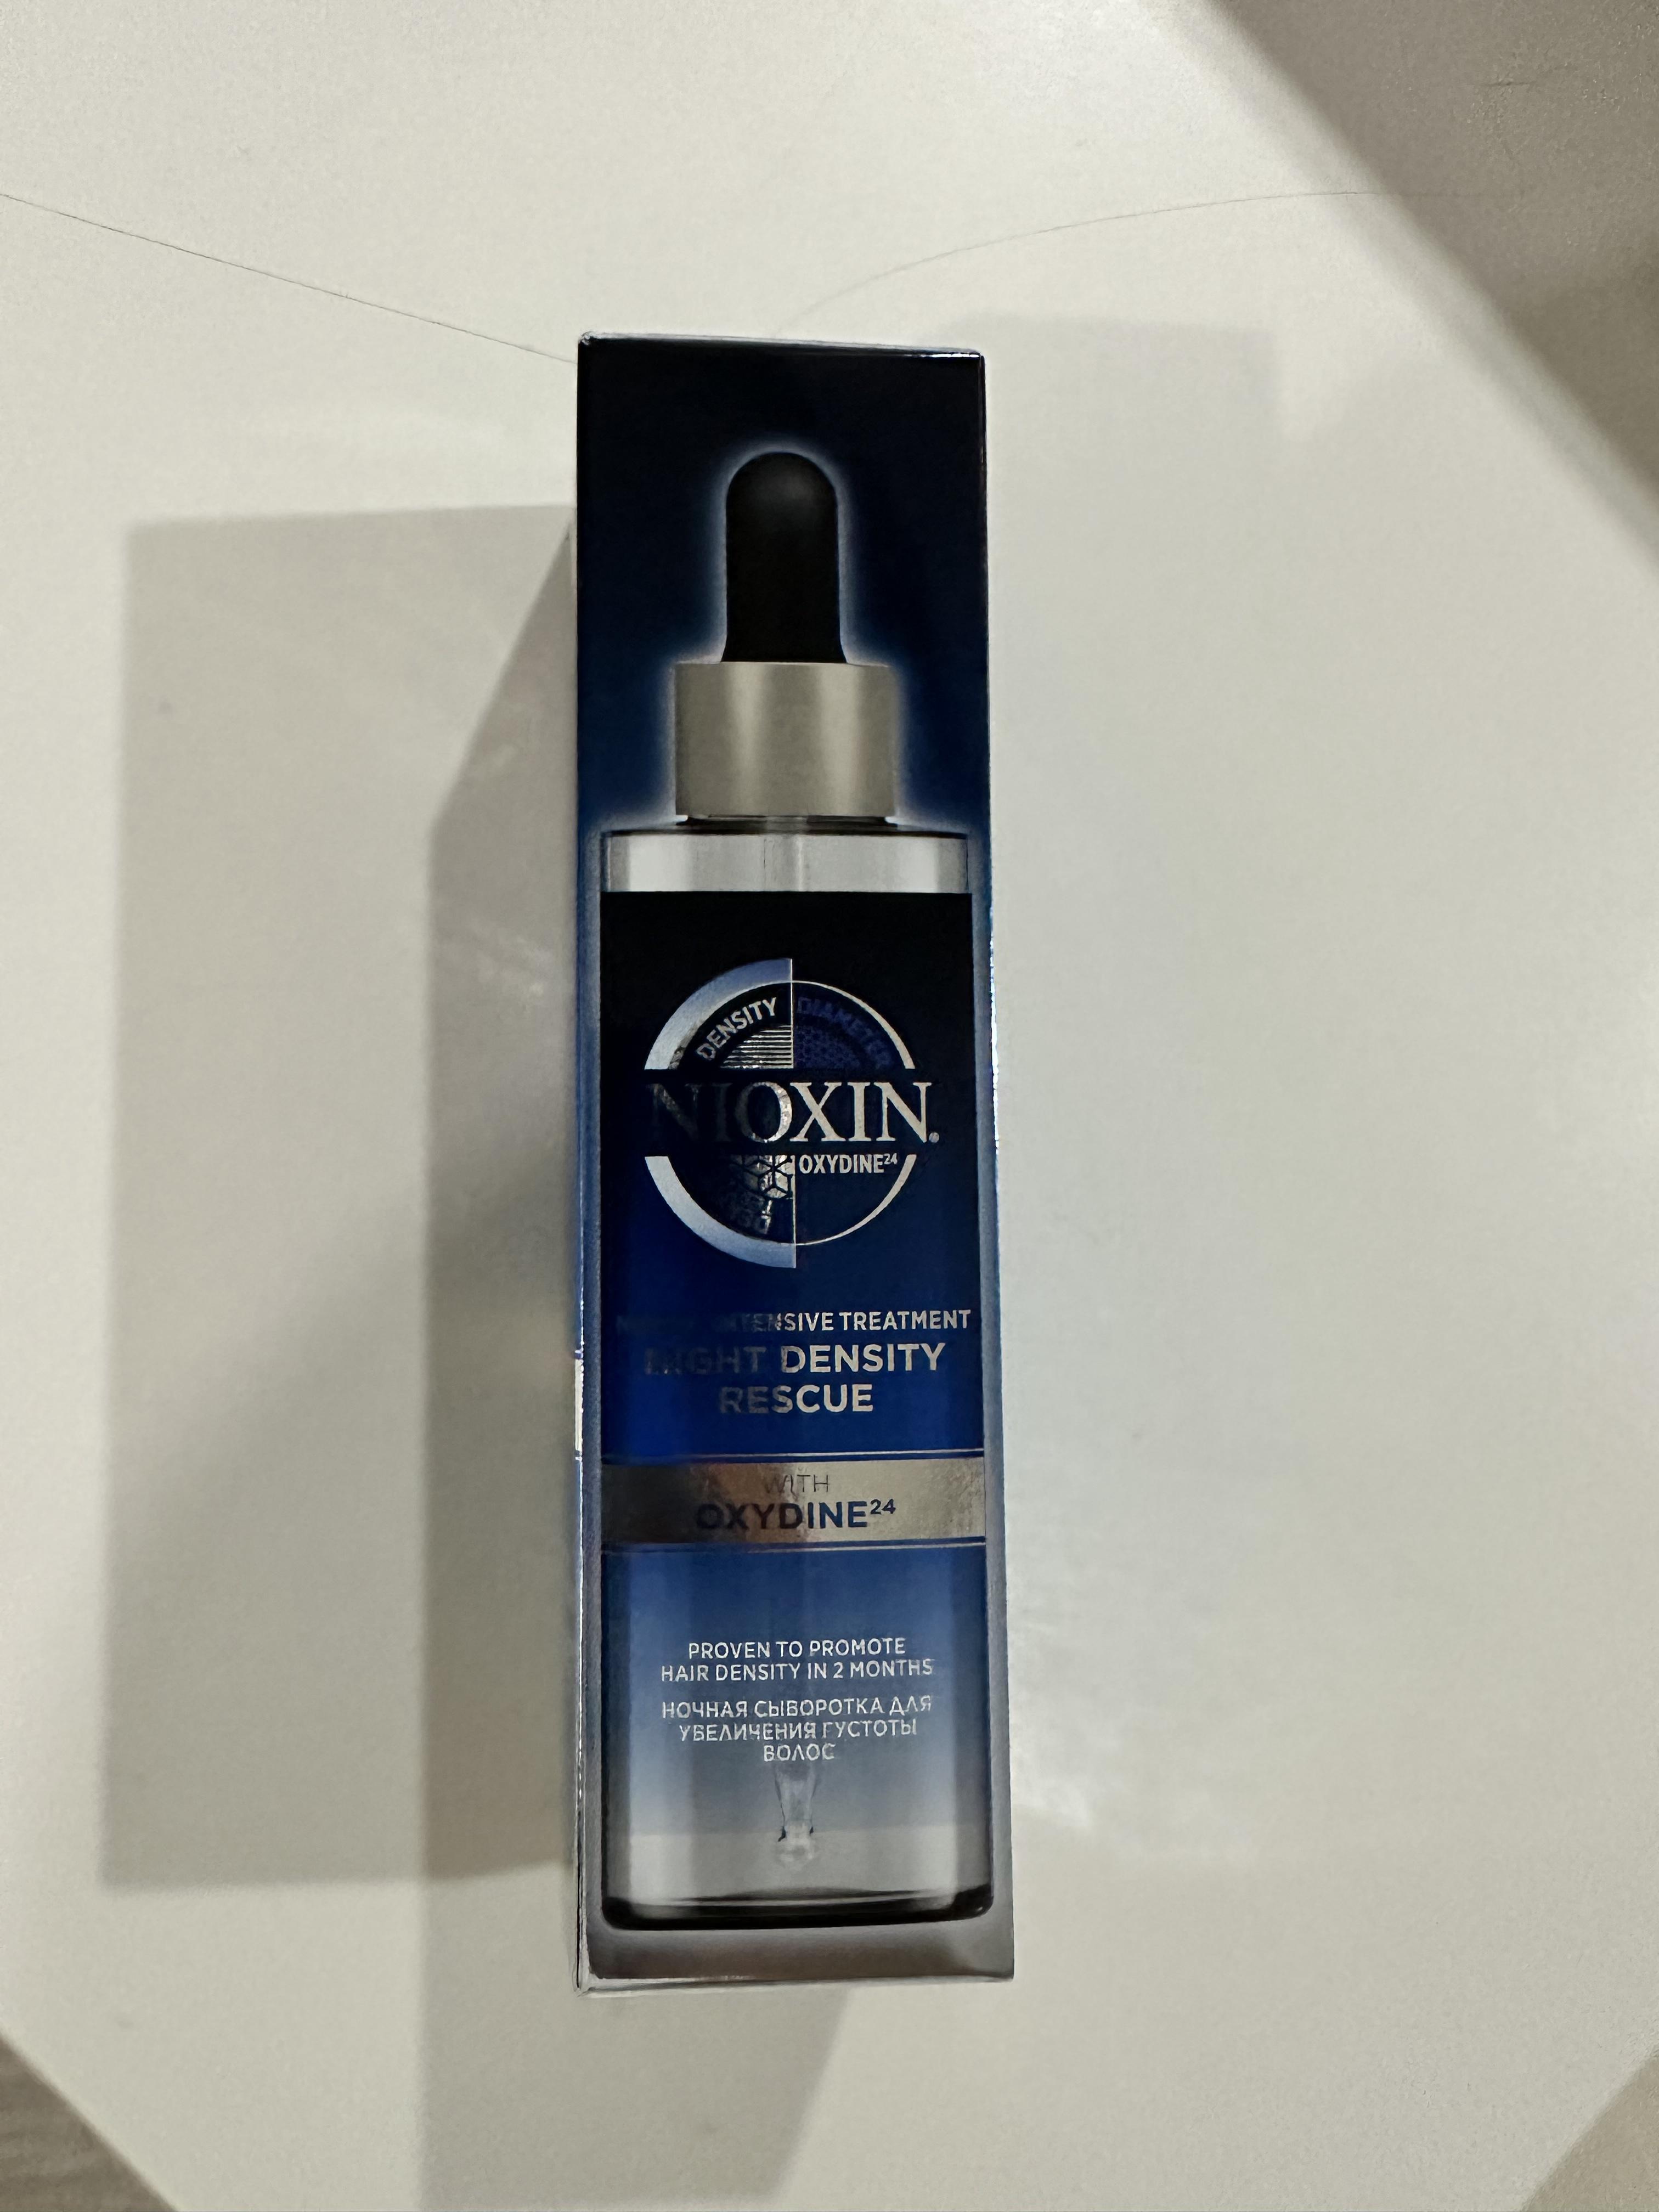 DENSITY DIAMETER
NIOXIN®
OXYDINE²⁴
INTENSIVE TREATMENT
NIGHT DENSITY
RESCUE
WITH
OXYDINE²⁴
PROVEN TO PROMOTE
HAIR DENSITY IN 2 MONTHS
НОЧНАЯ СЫВОРОТКА ДЛЯ
УВЕЛИЧЕНИЯ ГУСТОТЫ
ВОЛОС